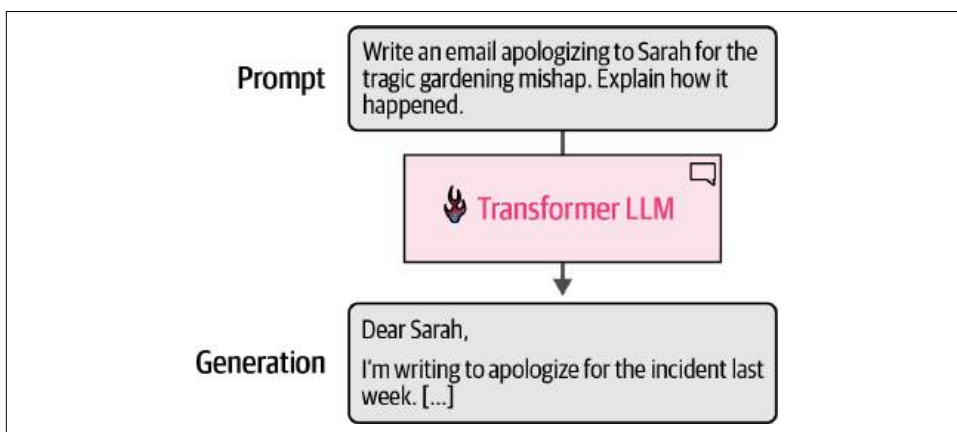 Prompt
Write an email apologizing to Sarah for the
tragic gardening mishap. Explain how it
happened.
Transformer LLM
Generation
Dear Sarah,
I'm writing to apologize for the incident last
week. [...]